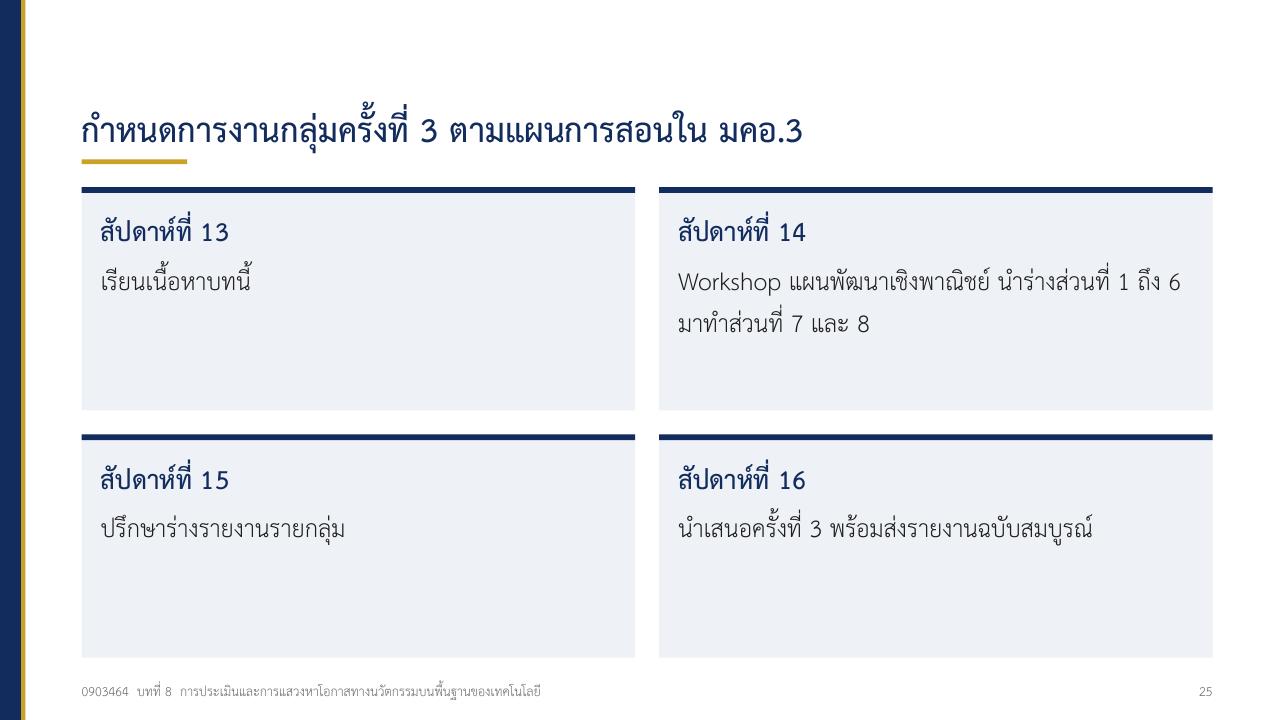 กำหนดการงานกลุ่มครั้งที่ 3 ตามแผนการสอนใน มคอ.3
สัปดาห์ที่ 13
เรียนเนื้อหาบทนี้
สัปดาห์ที่ 14
Workshop แผนพัฒนาเชิงพาณิชย์ นำร่างส่วนที่ 1 ถึง 6
มาทำส่วนที่ 7 และ 8
สัปดาห์ที่ 15
ปรึกษาร่างรายงานรายกลุ่ม
สัปดาห์ที่ 16
นำเสนอครั้งที่ 3 พร้อมส่งรายงานฉบับสมบูรณ์
0903464 บทที่ 8 การประเมินและการแสวงหาโอกาสทางนวัตกรรมบนพื้นฐานของเทคโนโลยี
25